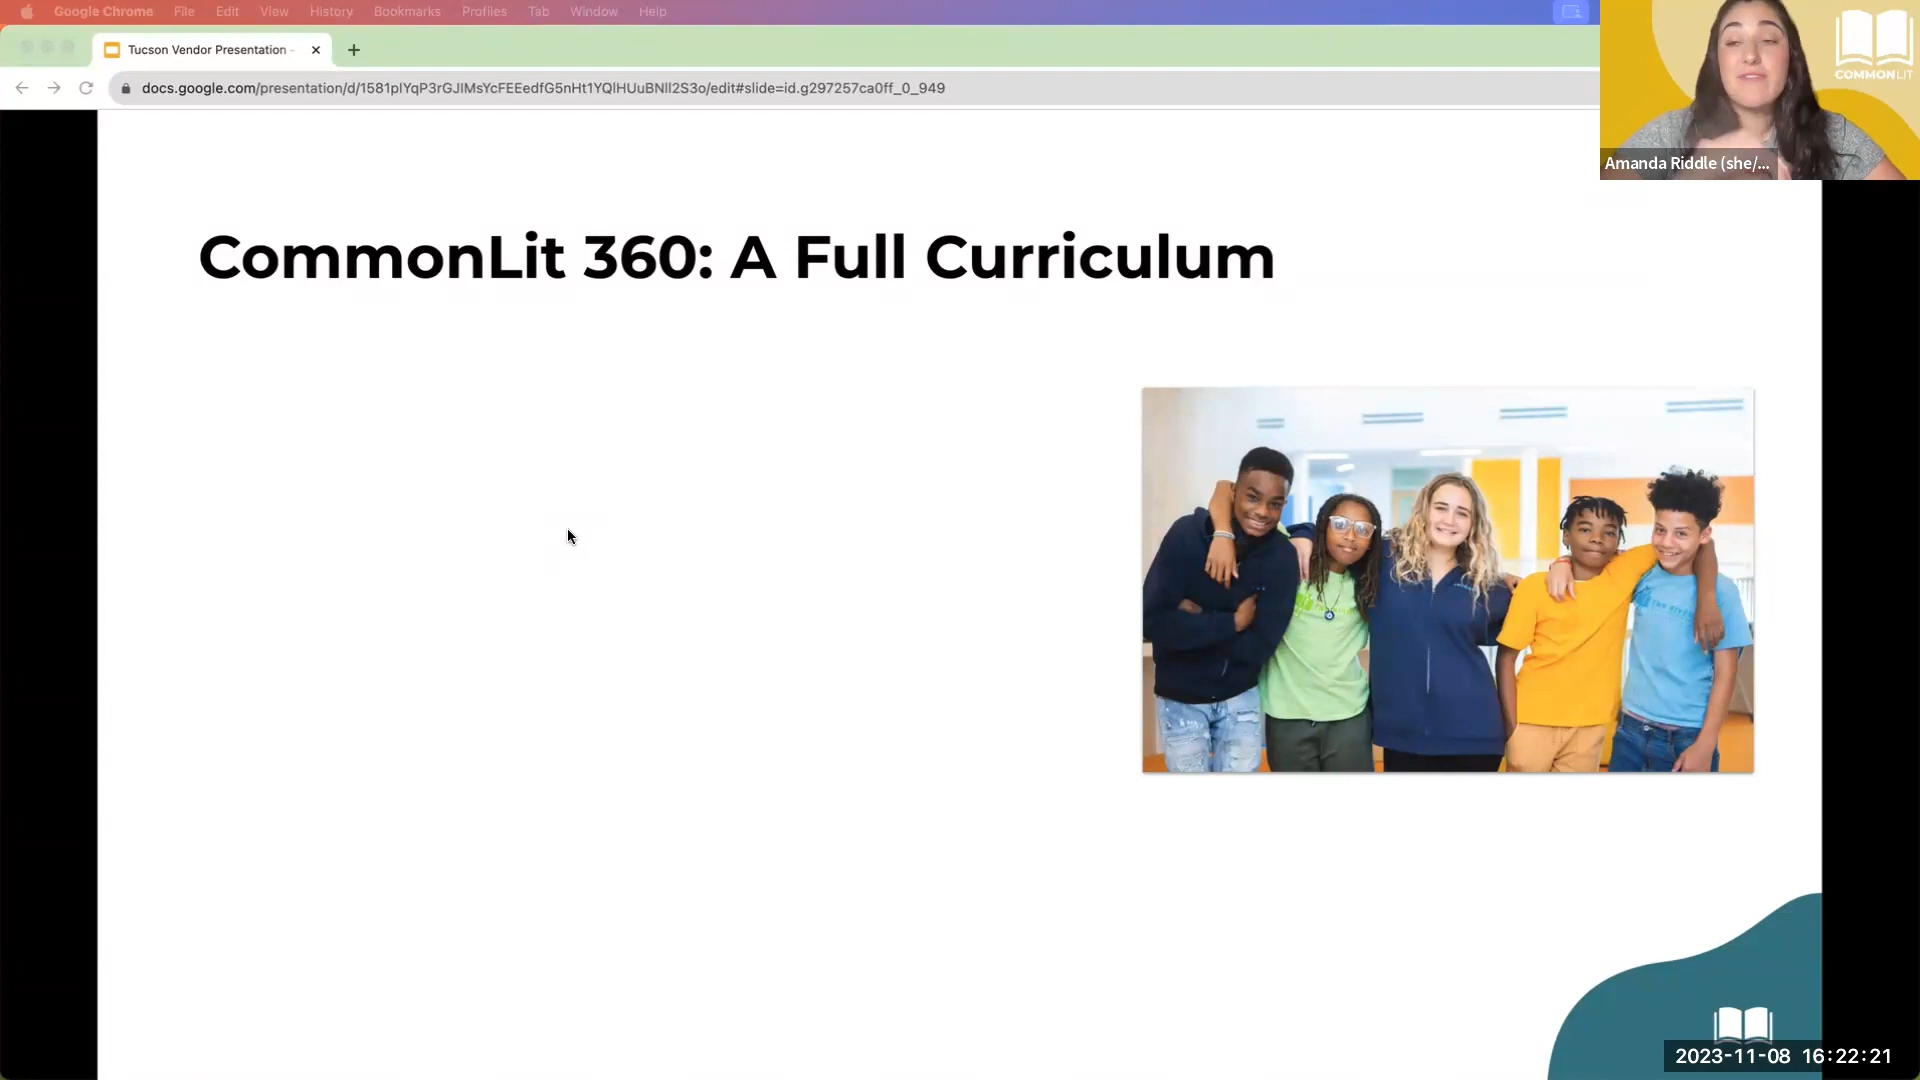 Google Chrome File Edit View History Bookmarks Profiles Tab Window Help
Tucson Vendor Presentation -
docs.google.com/presentation/d/1581pIYqP3rGJIMsYcFEEedfG5nHt1YQlHUuBNll2S3o/edit#slide=id.g297257ca0ff_0_949
COMMONLIT
Amanda Riddle (she/...
CommonLit 360: A Full Curriculum
2023-11-08 16:22:21